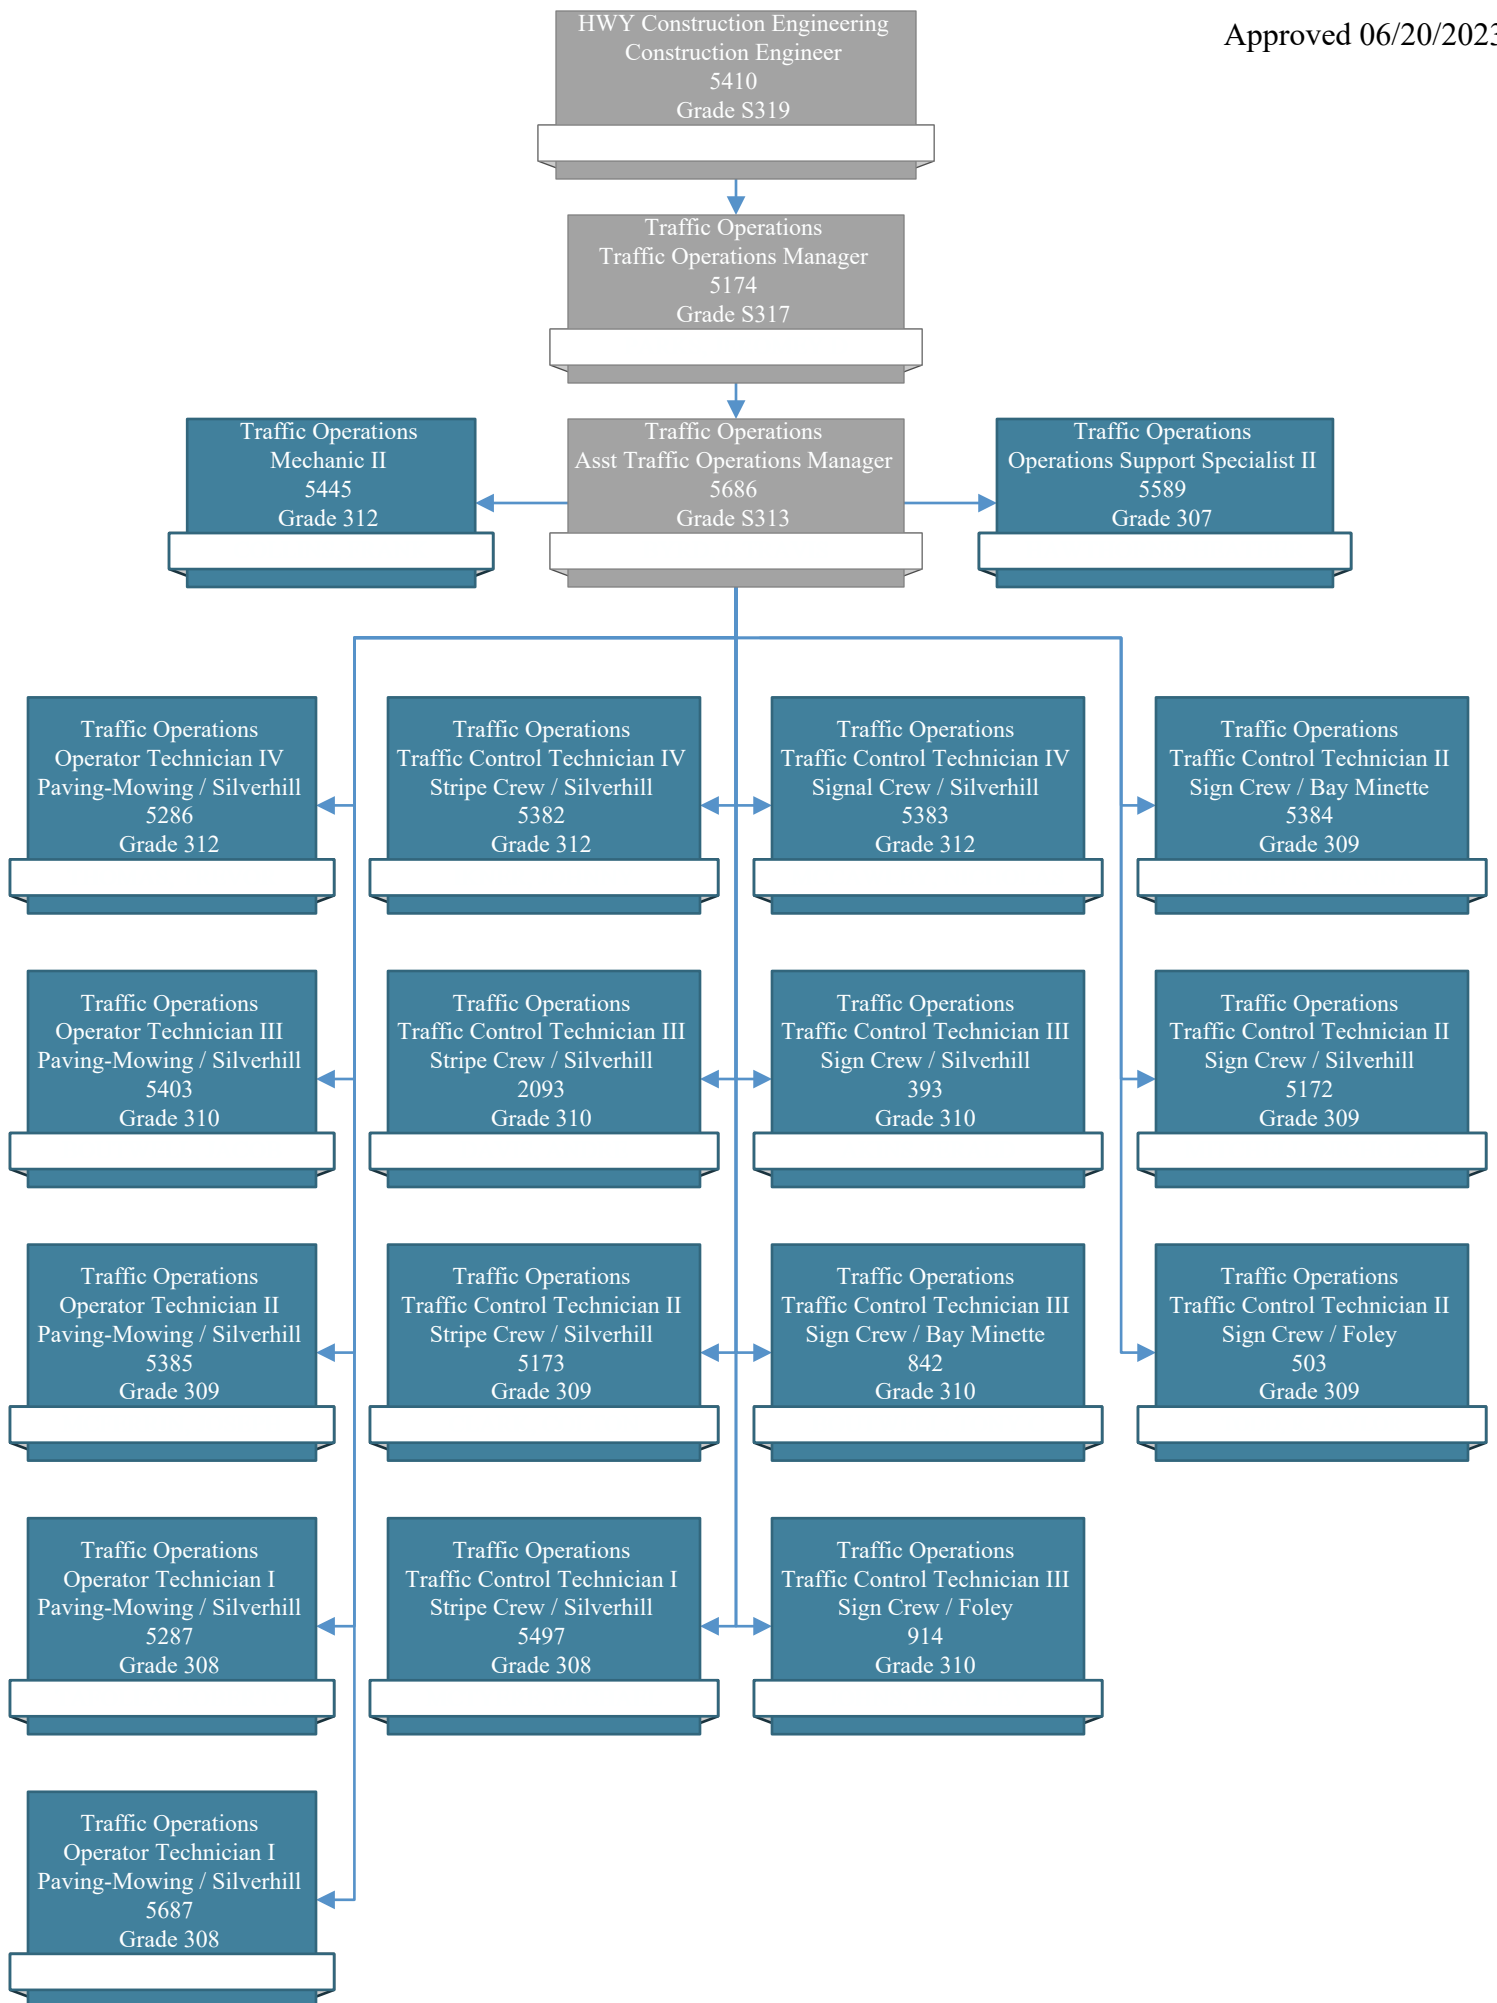 HWY Construction Engineering
Construction Engineer
5410
Grade S319
Approved 06/20/2023
Traffic Operations
Traffic Operations Manager
5174
Grade S317
Traffic Operations
Mechanic II
5445
Grade 312
Traffic Operations
Asst Traffic Operations Manager
5686
Grade S313
Traffic Operations
Operations Support Specialist II
5589
Grade 307
Traffic Operations
Operator Technician IV
Paving-Mowing / Silverhill
5286
Grade 312
Traffic Operations
Traffic Control Technician IV
Stripe Crew / Silverhill
5382
Grade 312
Traffic Operations
Traffic Control Technician IV
Signal Crew / Silverhill
5383
Grade 312
Traffic Operations
Traffic Control Technician II
Sign Crew / Bay Minette
5384
Grade 309
Traffic Operations
Operator Technician III
Paving-Mowing / Silverhill
5403
Grade 310
Traffic Operations
Traffic Control Technician III
Stripe Crew / Silverhill
2093
Grade 310
Traffic Operations
Traffic Control Technician III
Sign Crew / Silverhill
393
Grade 310
Traffic Operations
Traffic Control Technician II
Sign Crew / Silverhill
5172
Grade 309
Traffic Operations
Operator Technician II
Paving-Mowing / Silverhill
5385
Grade 309
Traffic Operations
Traffic Control Technician II
Stripe Crew / Silverhill
5173
Grade 309
Traffic Operations
Traffic Control Technician III
Sign Crew / Bay Minette
842
Grade 310
Traffic Operations
Traffic Control Technician II
Sign Crew / Foley
503
Grade 309
Traffic Operations
Operator Technician I
Paving-Mowing / Silverhill
5287
Grade 308
Traffic Operations
Traffic Control Technician I
Stripe Crew / Silverhill
5497
Grade 308
Traffic Operations
Traffic Control Technician III
Sign Crew / Foley
914
Grade 310
Traffic Operations
Operator Technician I
Paving-Mowing / Silverhill
5687
Grade 308